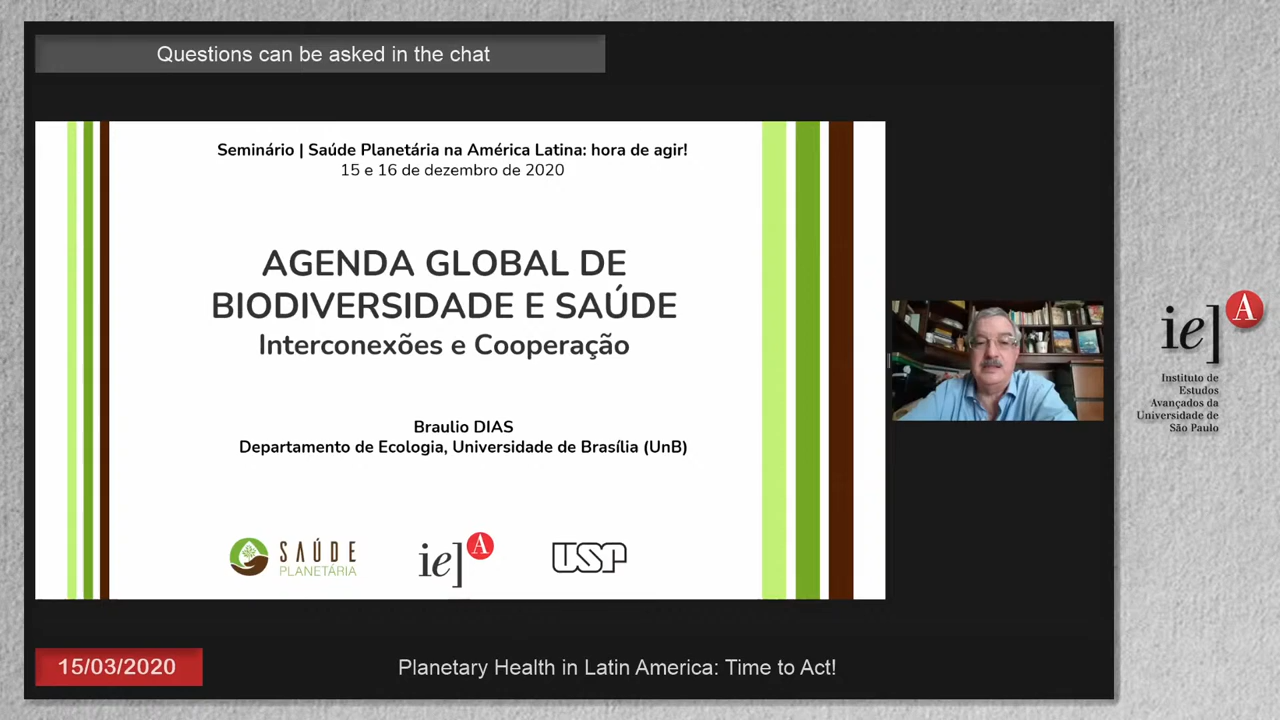 Questions can be asked in the chat
Seminário | Saúde Planetária na América Latina: hora de agir!
15 e 16 de dezembro de 2020
AGENDA GLOBAL DE
BIODIVERSIDADE E SAÚDE
Interconexões e Cooperação
Braulio DIAS
Departamento de Ecologia, Universidade de Brasília (UnB)
SAÚDE
PLANETÁRIA
ie] A
USP
ie] A
Instituto de
Estudos
Avançados da
Universidade de
São Paulo
15/03/2020
Planetary Health in Latin America: Time to Act!